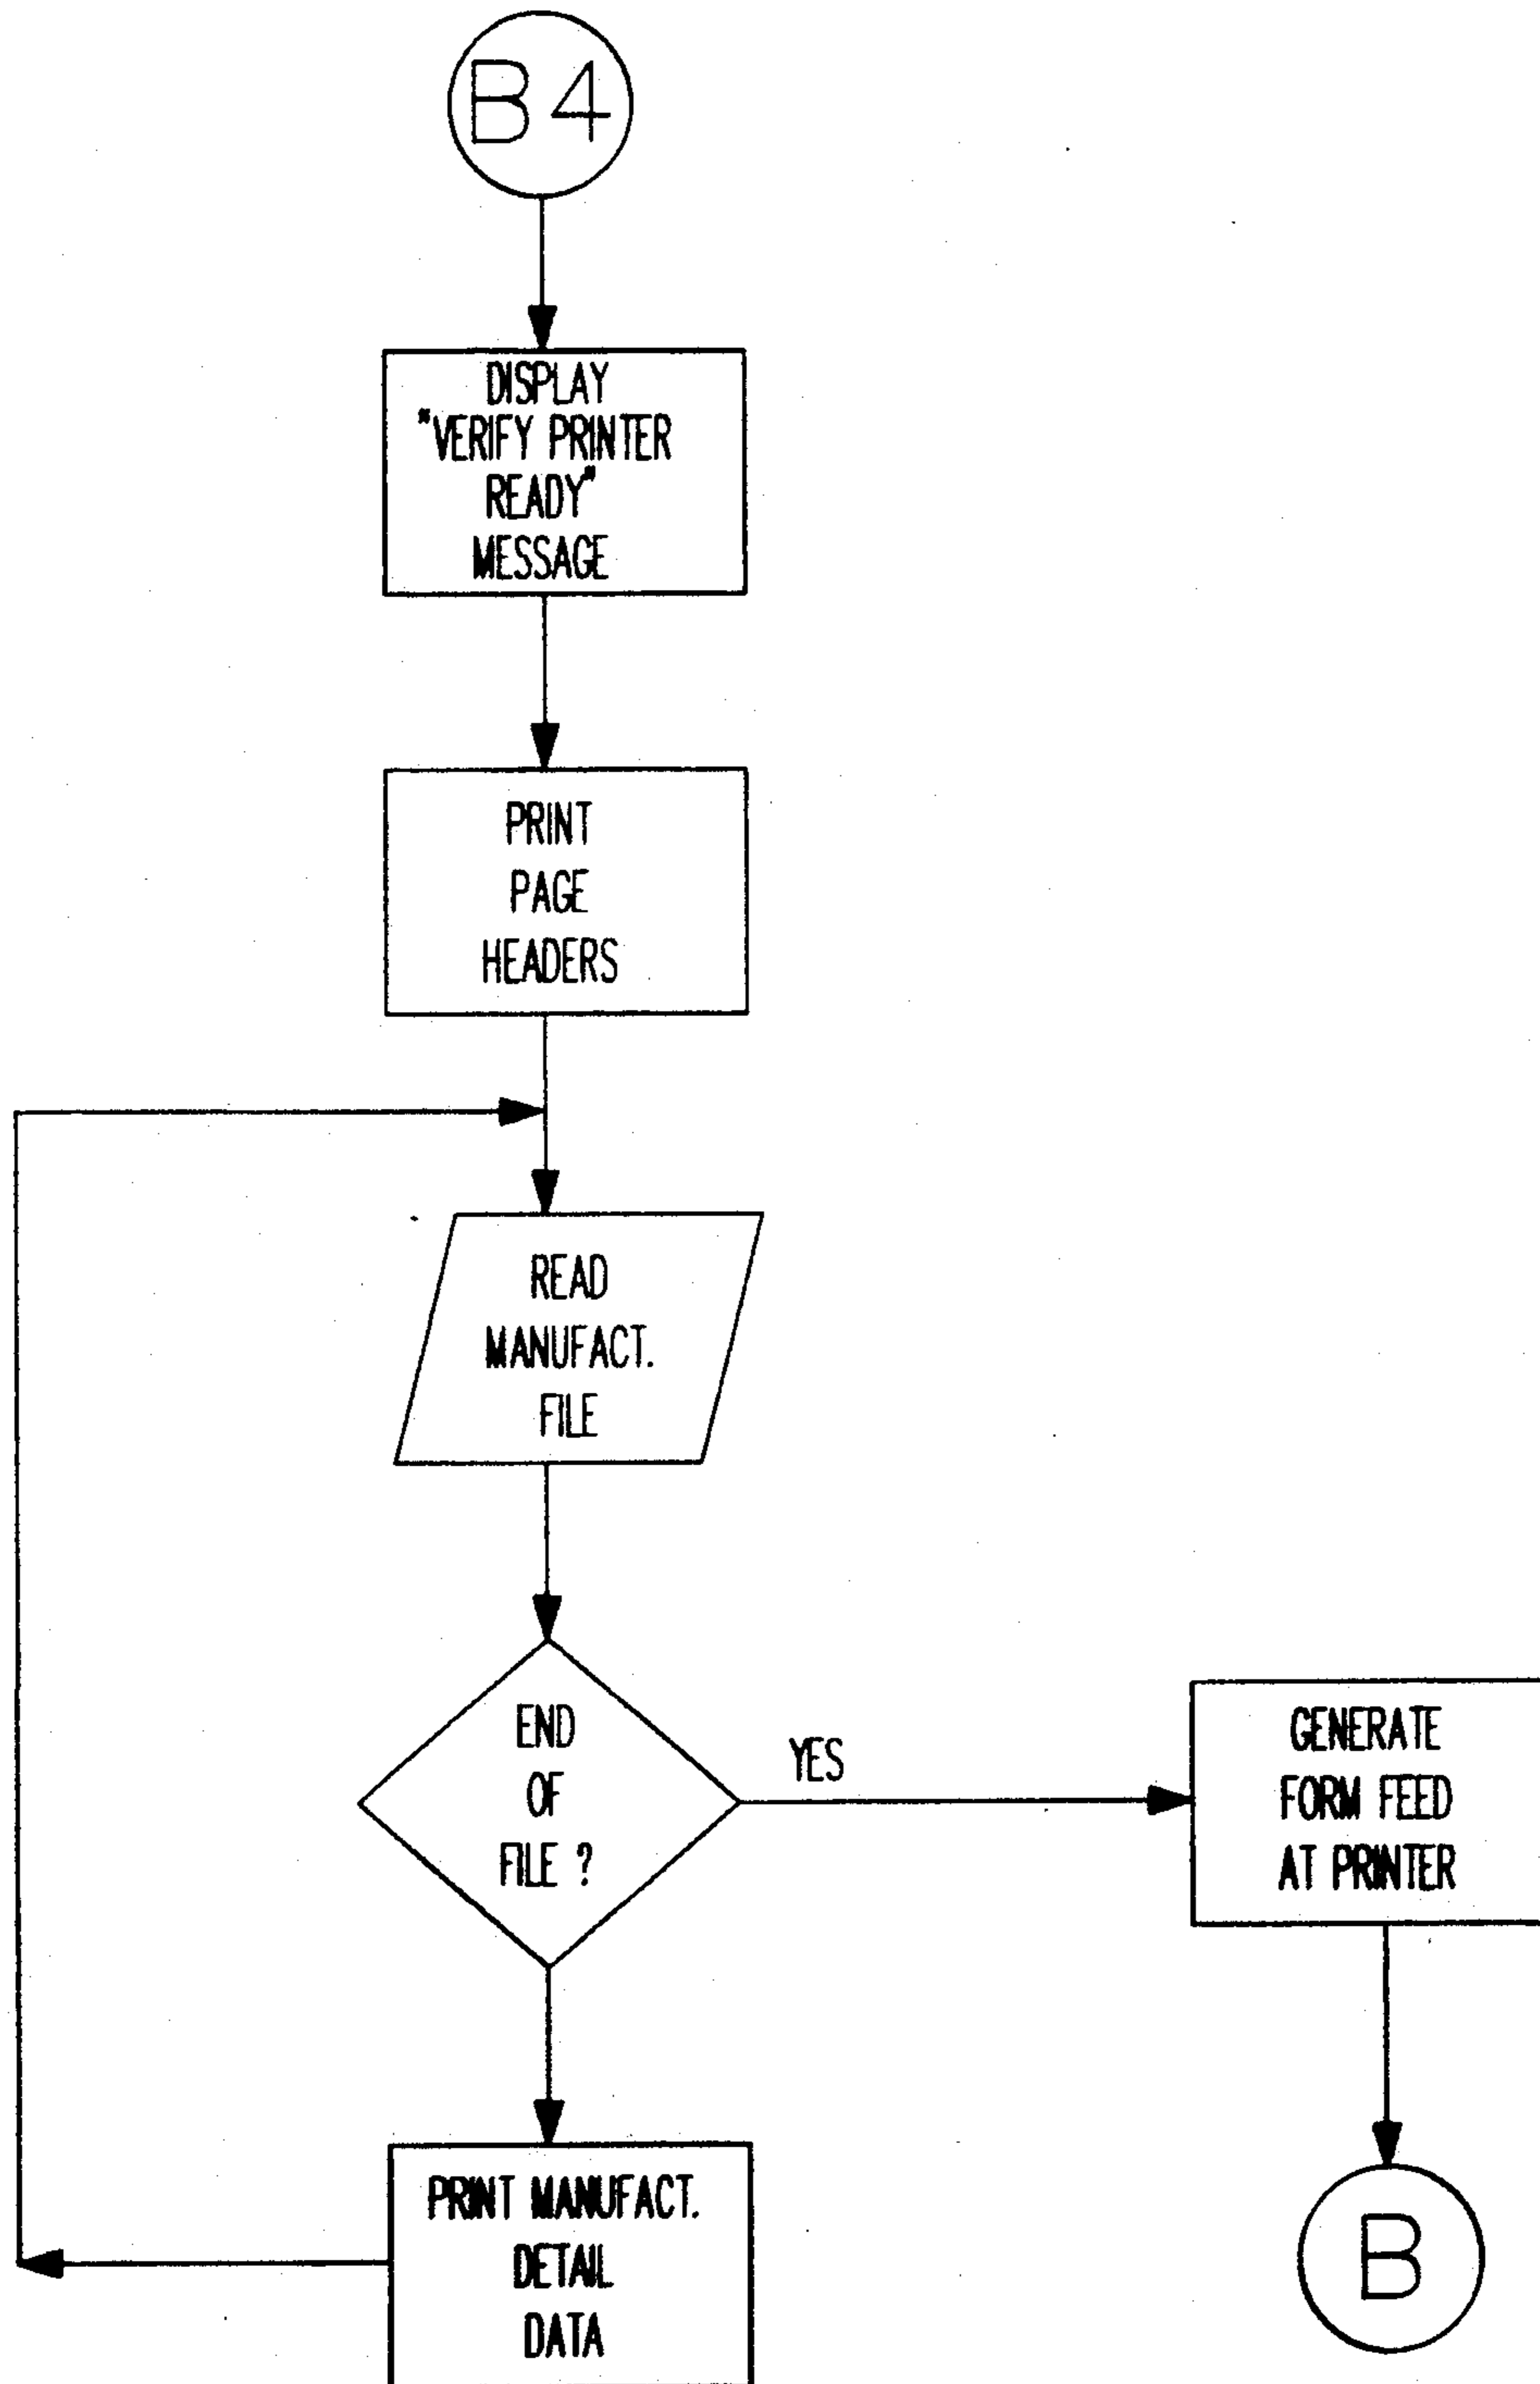 B4
DISPLAY
"VERIFY PRINTER
READY"
MESSAGE
PRINT
PAGE
HEADERS
READ
MANUFACT.
FILE
END
OF
FILE ?
YES
GENERATE
FORM FEED
AT PRINTER
PRINT MANUFACT.
DETAIL
DATA
B